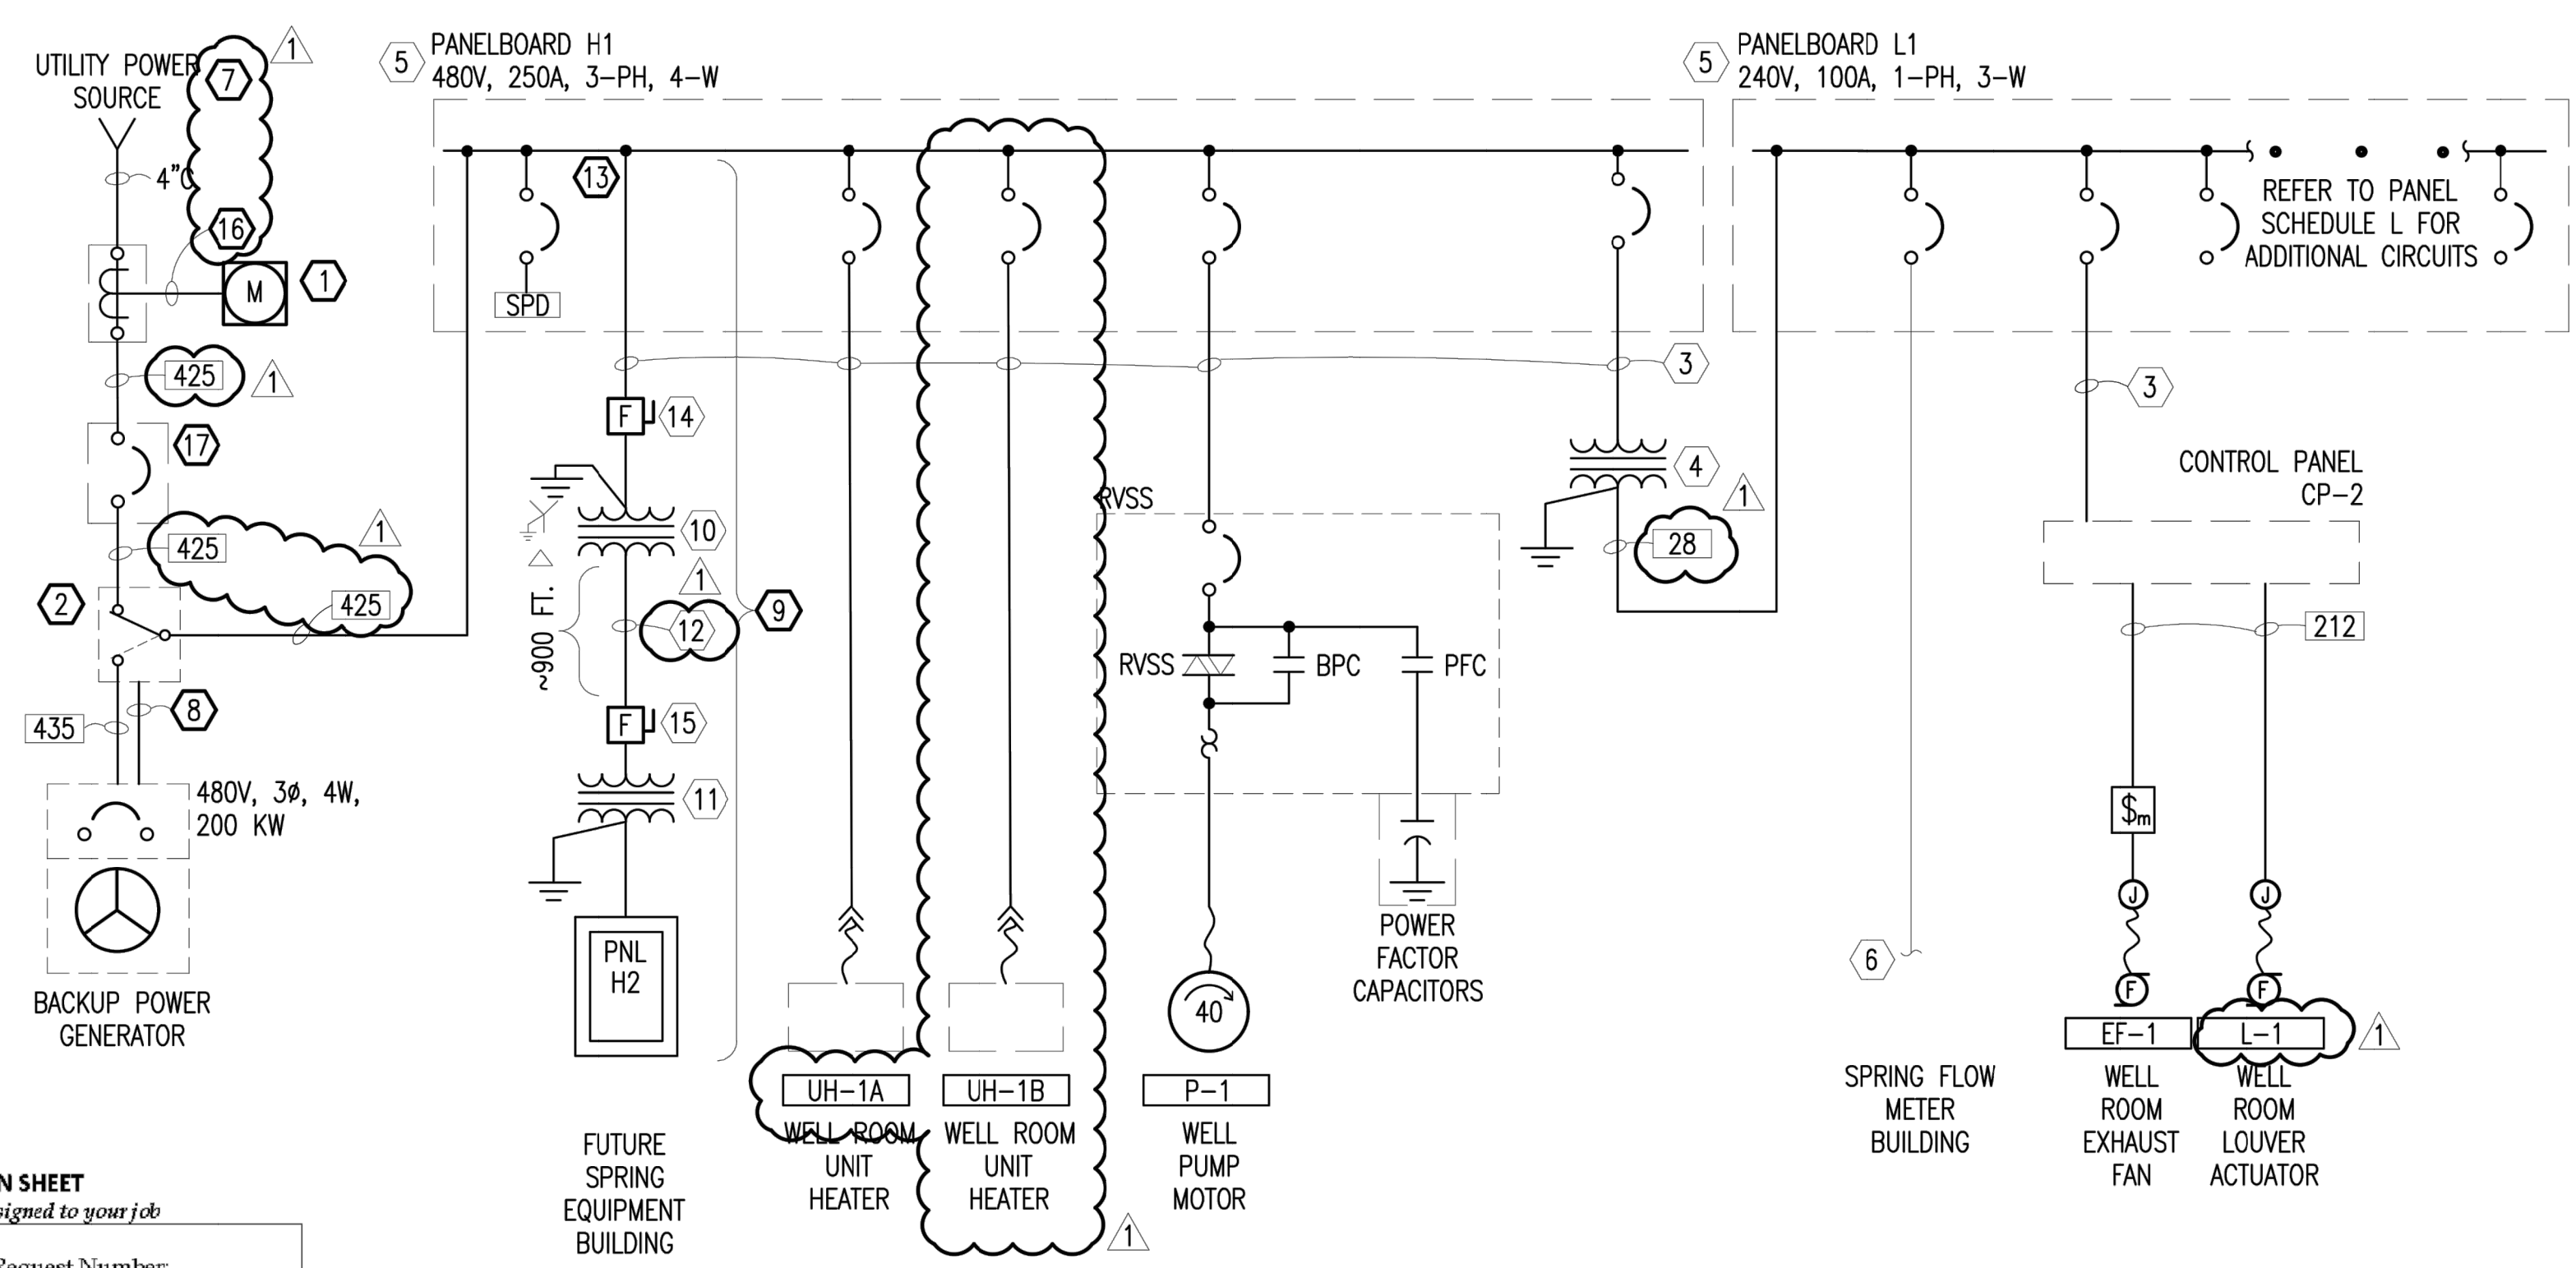 UTILITY POWER
SOURCE
7
1
4"C
16
M
1
425
1
17
425
1
425
2
435
8
480V, 3ø, 4W,
200 KW
BACKUP POWER
GENERATOR
N SHEET
signed to your job
Request Number:
5
PANELBOARD H1
480V, 250A, 3-PH, 4-W
13
SPD
3
F
14
10
~900 FT.
1
12
9
F
15
11
PNL
H2
FUTURE
SPRING
EQUIPMENT
BUILDING
UH-1A
WELL ROOM
UNIT
HEATER
UH-1B
WELL ROOM
UNIT
HEATER
1
RVSS
RVSS
BPC
PFC
POWER
FACTOR
CAPACITORS
40
P-1
WELL
PUMP
MOTOR
4
1
28
5
PANELBOARD L1
240V, 100A, 1-PH, 3-W
REFER TO PANEL
SCHEDULE L FOR
ADDITIONAL CIRCUITS
3
CONTROL PANEL
CP-2
212
$m
J
J
F
F
6
SPRING FLOW
METER
BUILDING
EF-1
WELL
ROOM
EXHAUST
FAN
L-1
1
WELL
ROOM
LOUVER
ACTUATOR